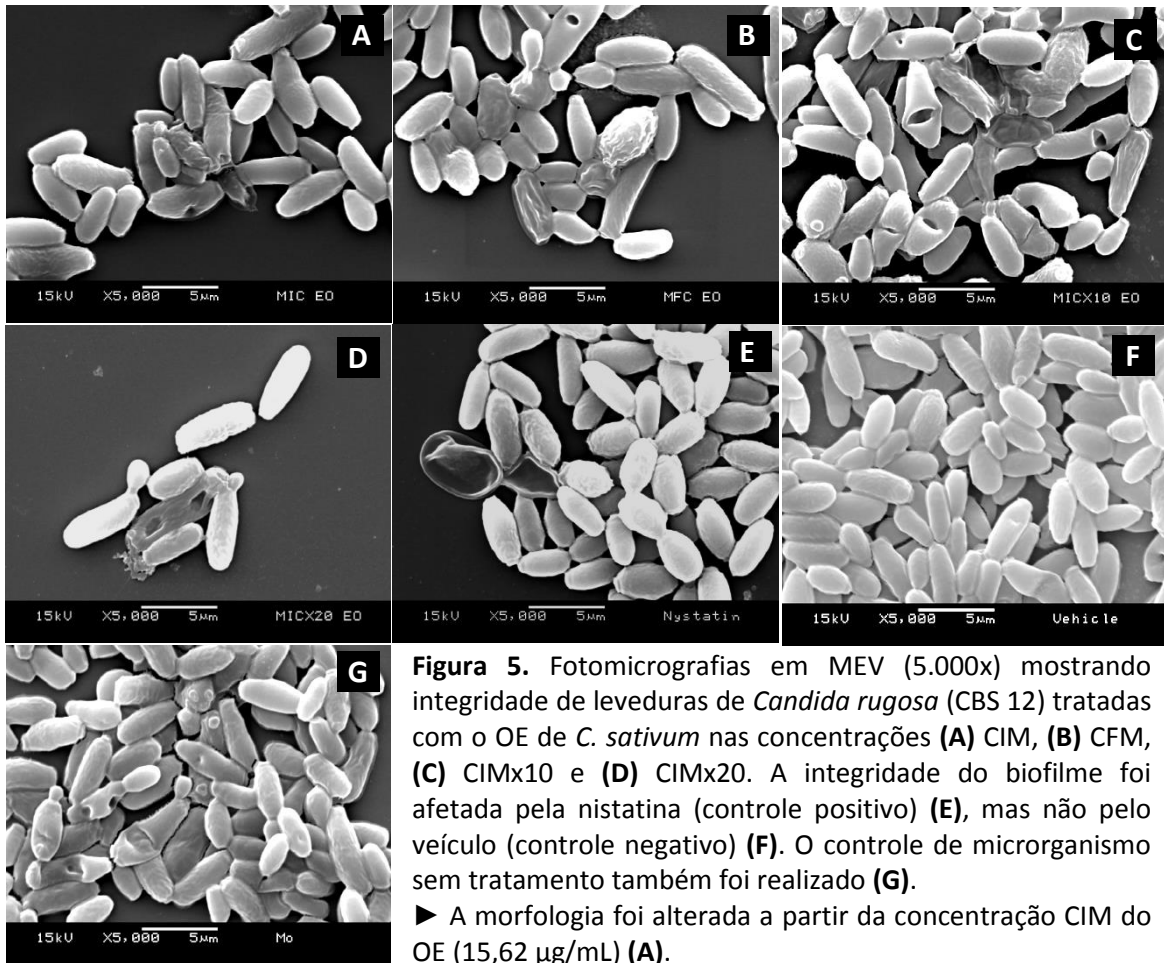 A
15kV X5,000 5µm MIC EO
B
15kV X5,000 5µm MFC EO
C
15kV X5,000 5µm MICX10 EO
D
15kV X5,000 5µm MICX20 EO
E
15kV X5,000 5µm Nystatin
F
15kV X5,000 5µm Vehicle
G
15kV X5,000 5µm Mo
Figura 5. Fotomicrografias em MEV (5.000x) mostrando
integridade de leveduras de Candida rugosa (CBS 12) tratadas
com o OE de C. sativum nas concentrações (A) CIM, (B) CFM,
(C) CIMx10 e (D) CIMx20. A integridade do biofilme foi
afetada pela nistatina (controle positivo) (E), mas não pelo
veículo (controle negativo) (F). O controle de microrganismo
sem tratamento também foi realizado (G).
► A morfologia foi alterada a partir da concentração CIM do
OE (15,62 µg/mL) (A).